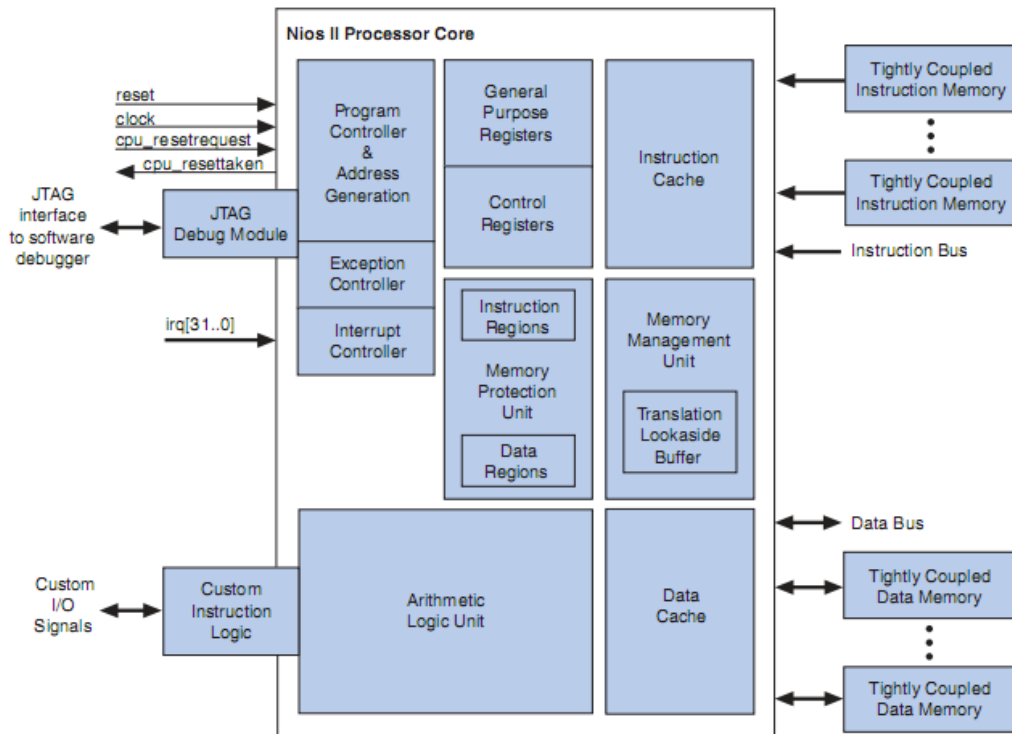 Nios II Processor Core
reset
clock
cpu_resetrequest
cpu_resettaken
JTAG
interface
to software
debugger
JTAG
Debug Module
irq[31..0]
Program
Controller
&
Address
Generation
Exception
Controller
Interrupt
Controller
General
Purpose
Registers
Control
Registers
Instruction
Regions
Memory
Protection
Unit
Data
Regions
Instruction
Cache
Memory
Management
Unit
Translation
Lookaside
Buffer
Tightly Coupled
Instruction Memory
Tightly Coupled
Instruction Memory
Instruction Bus
Custom
I/O
Signals
Custom
Instruction
Logic
Arithmetic
Logic Unit
Data
Cache
Data Bus
Tightly Coupled
Data Memory
Tightly Coupled
Data Memory